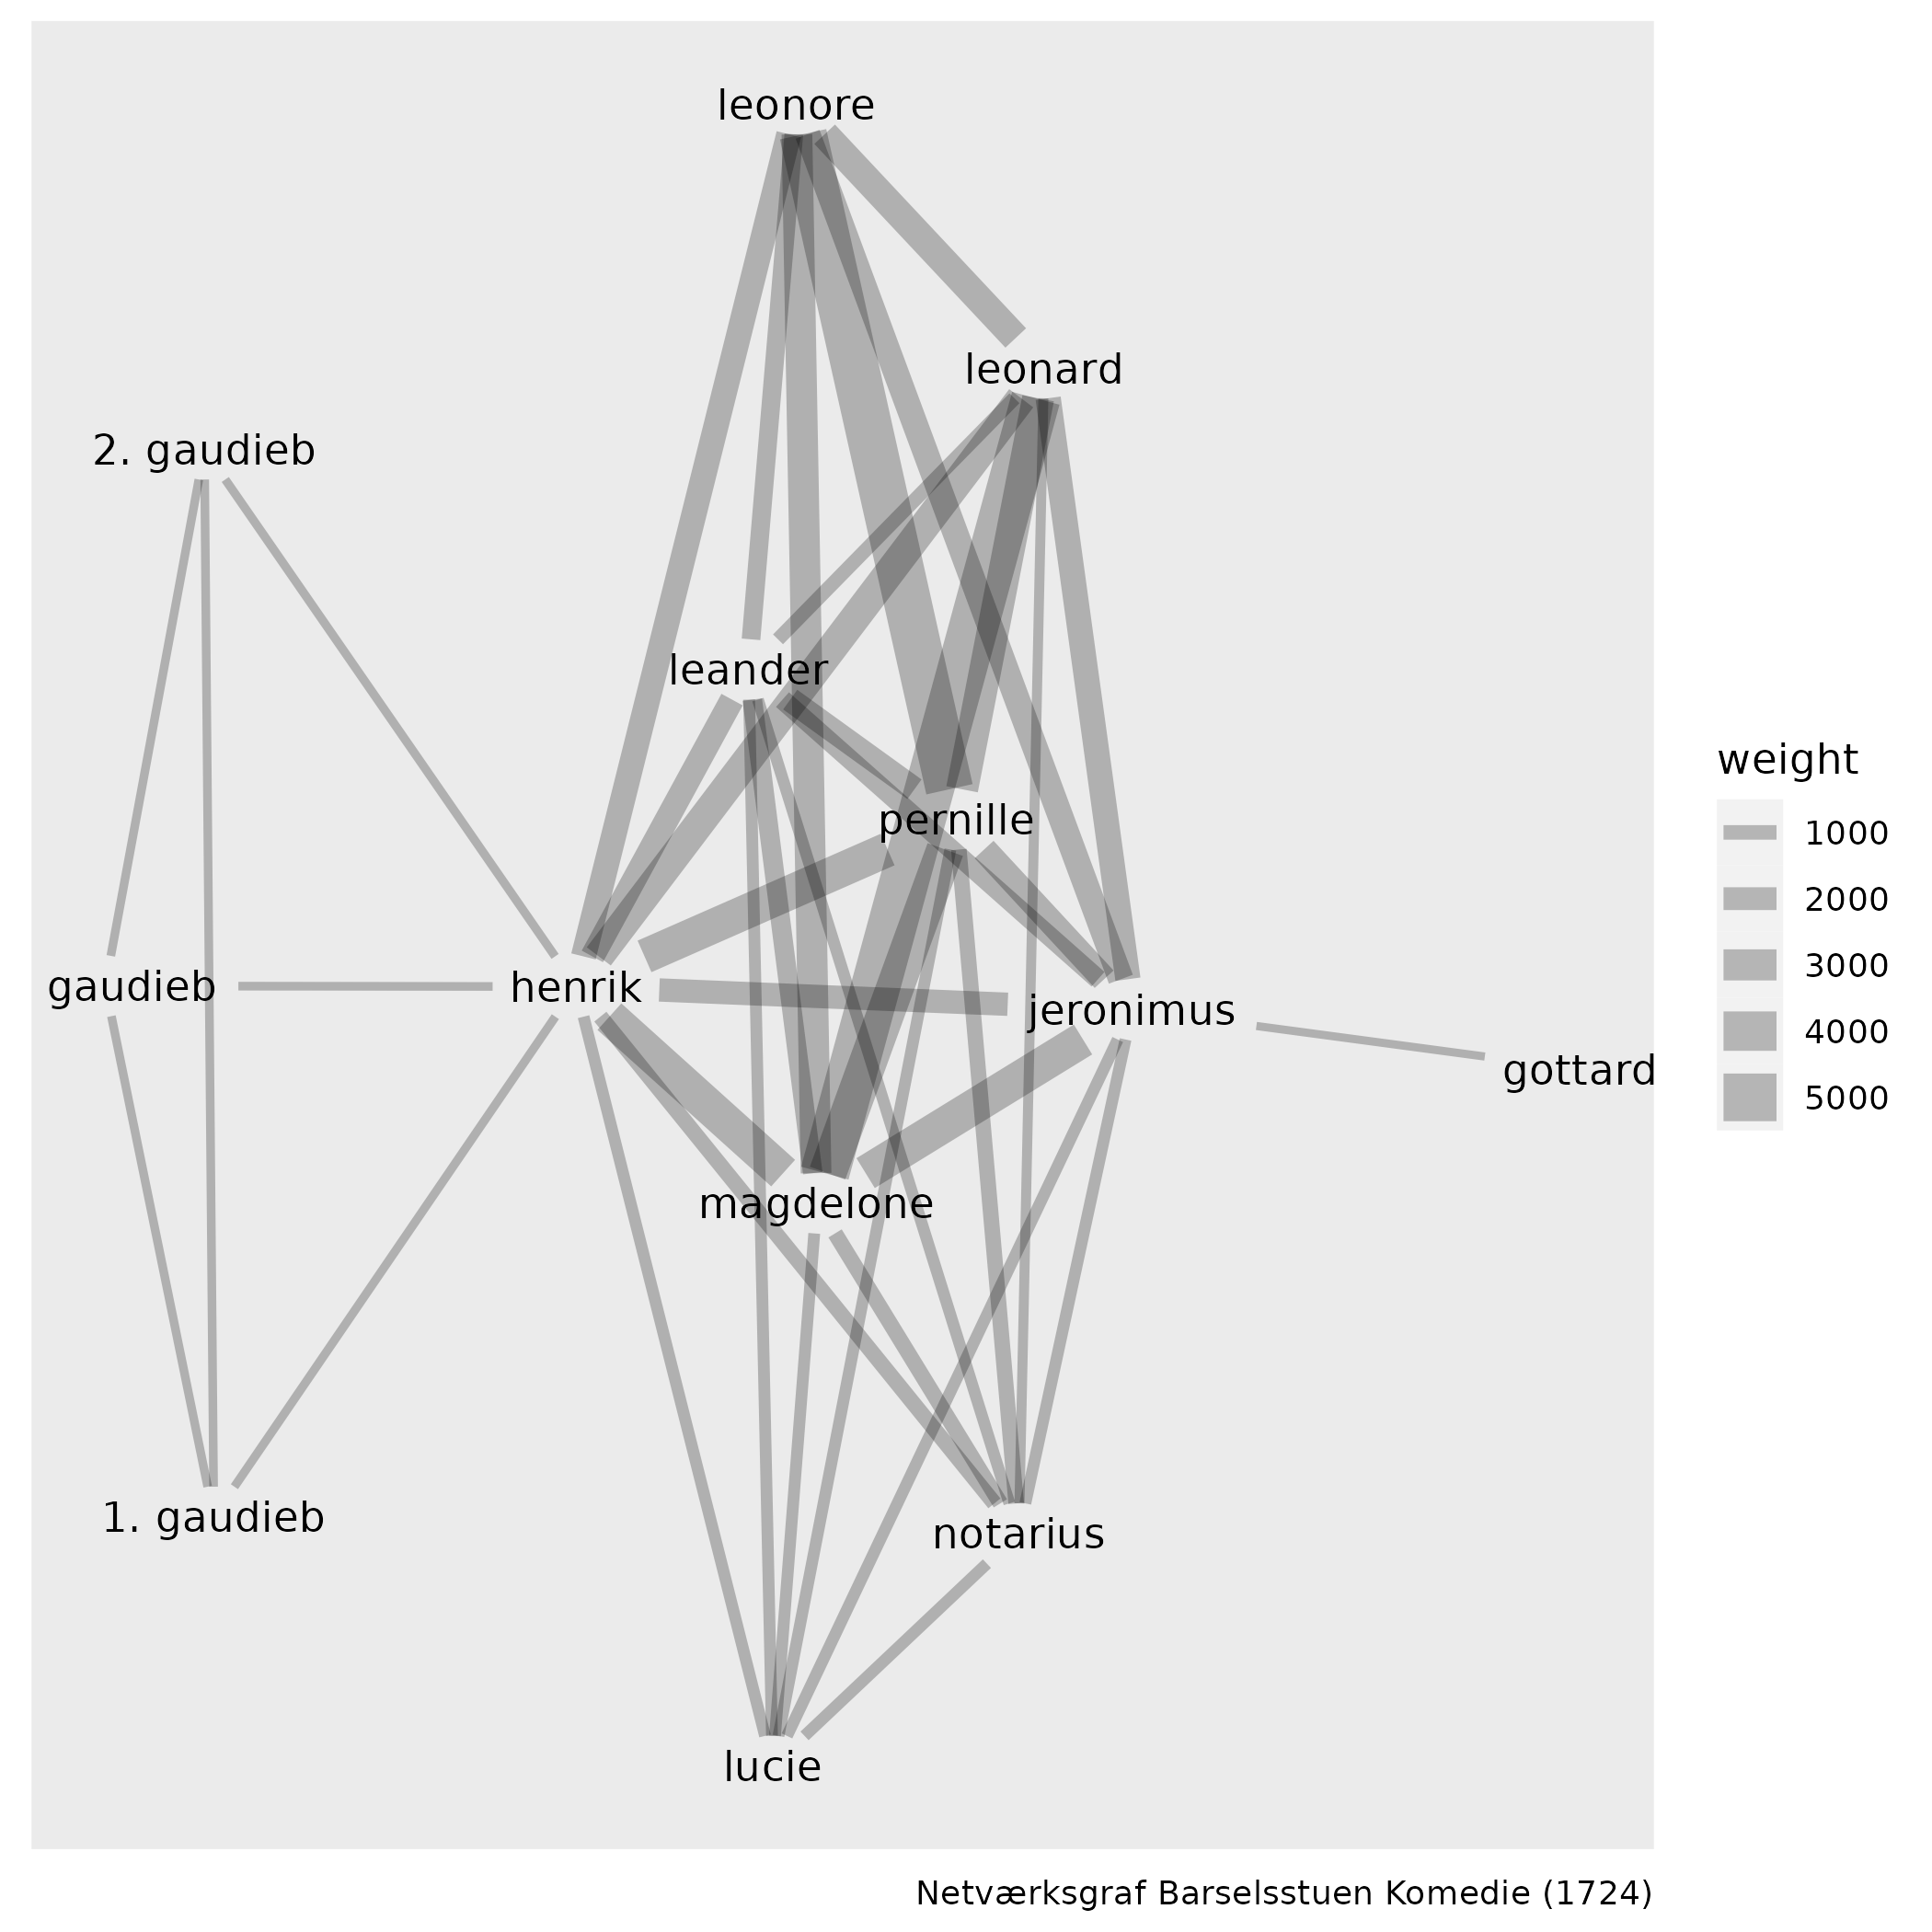 leonore
leonard
2. gaudieb
leander
pernille
gaudieb
henrik
jeronimus
gottard
magdelone
1. gaudieb
notarius
lucie
weight
1000
2000
3000
4000
5000
Netværksgraf Barselsstuen Komedie (1724)